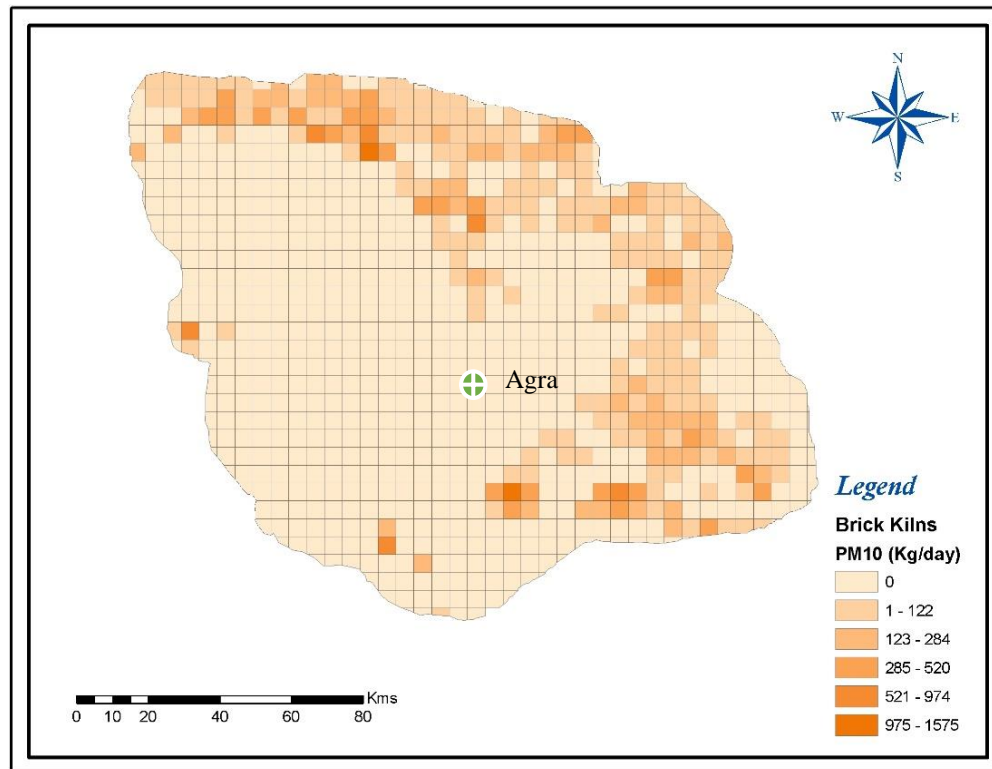 N
W E
S
Agra
Legend
Brick Kilns
PM10 (Kg/day)
0
1 - 122
123 - 284
285 - 520
521 - 974
975 - 1575
Kms
0 10 20 40 60 80